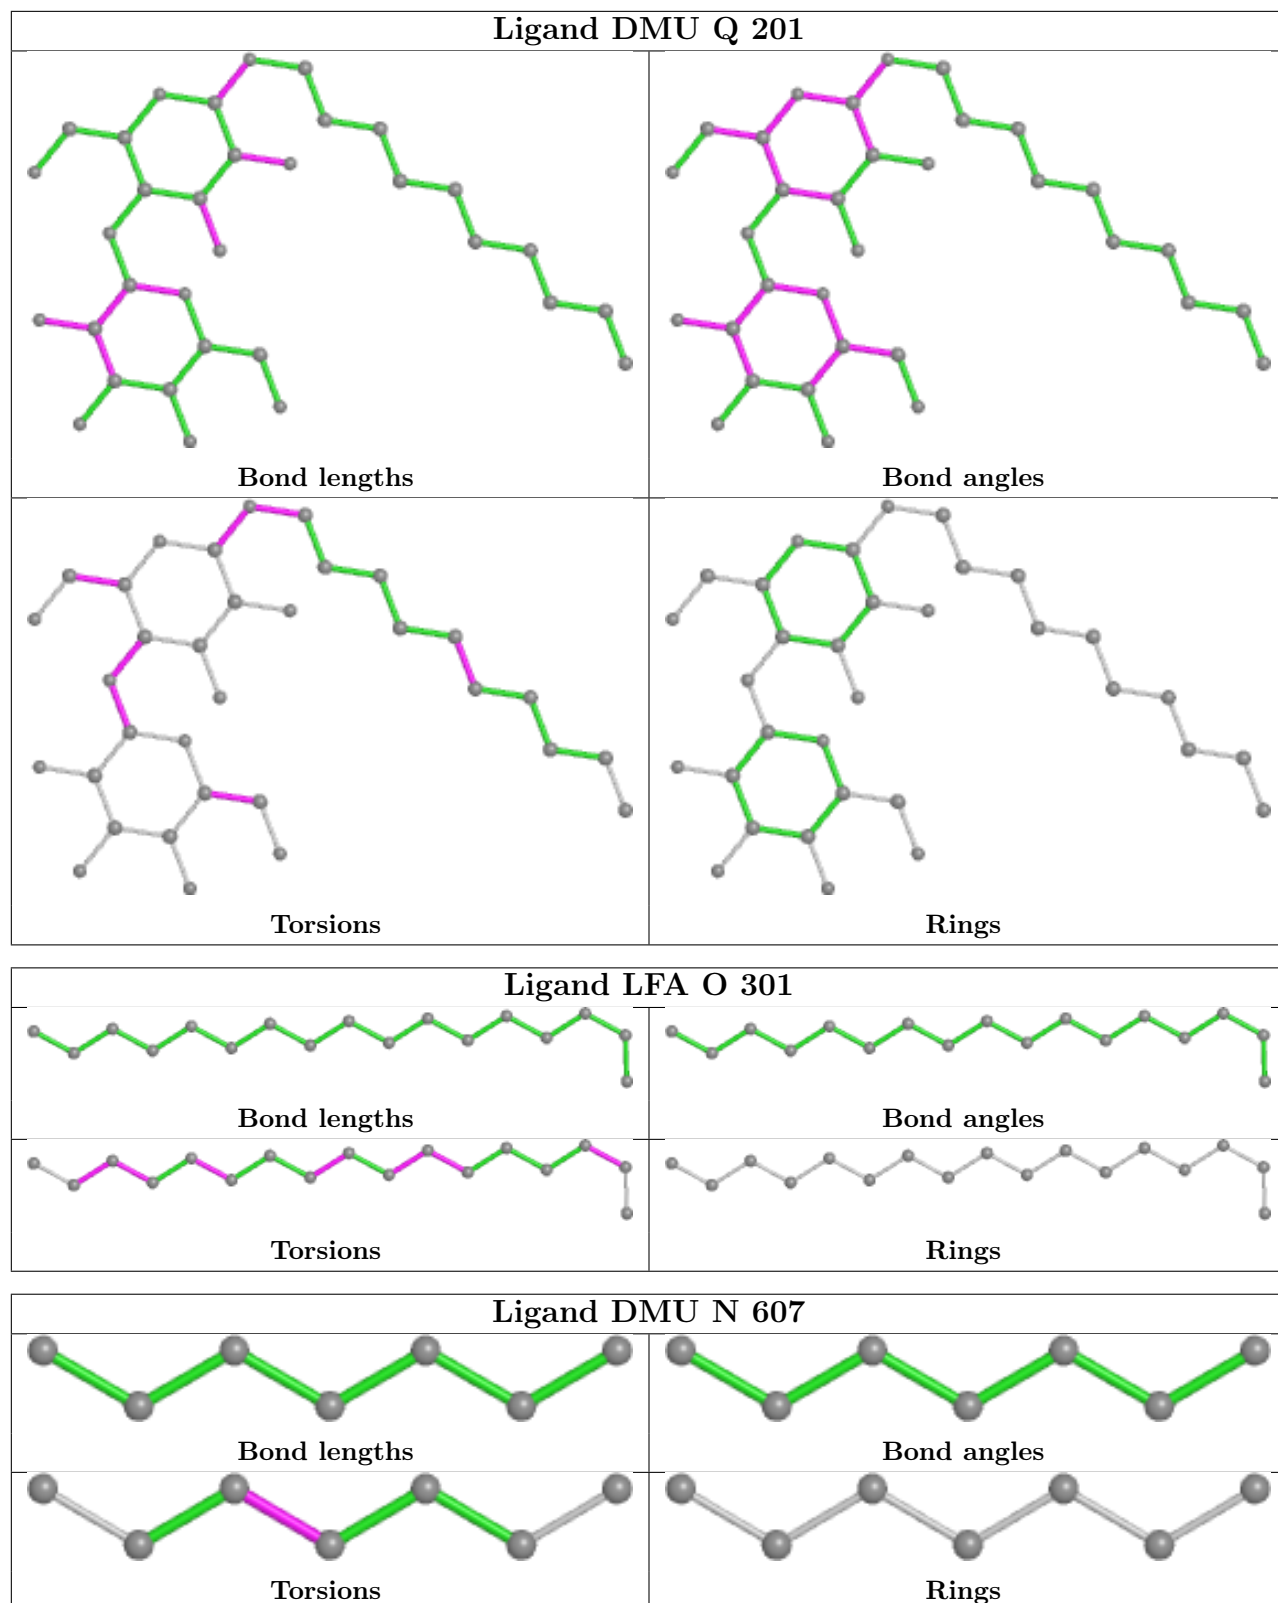 Ligand DMU Q 201
Bond lengths
Bond angles
Torsions
Rings
Ligand LFA O 301
Bond lengths
Bond angles
Torsions
Rings
Ligand DMU N 607
Bond lengths
Bond angles
Torsions
Rings